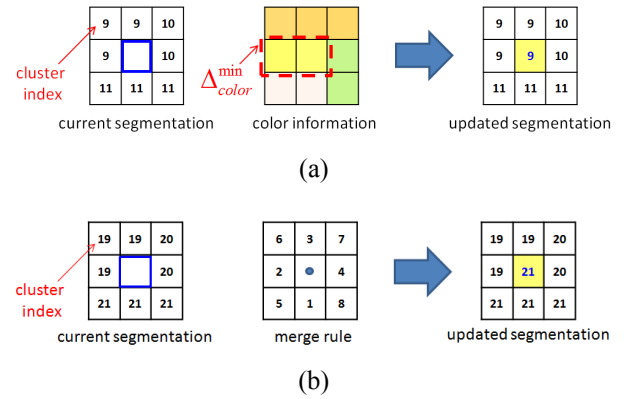 9 9 10
9 10
11 11 11
cluster index
Δ min color
9 9 10
9 9 10
11 11 11
current segmentation
color information
updated segmentation
(a)
19 19 20
19 20
21 21 21
cluster index
6 3 7
2 4
5 1 8
19 19 20
19 21 20
21 21 21
current segmentation
merge rule
updated segmentation
(b)